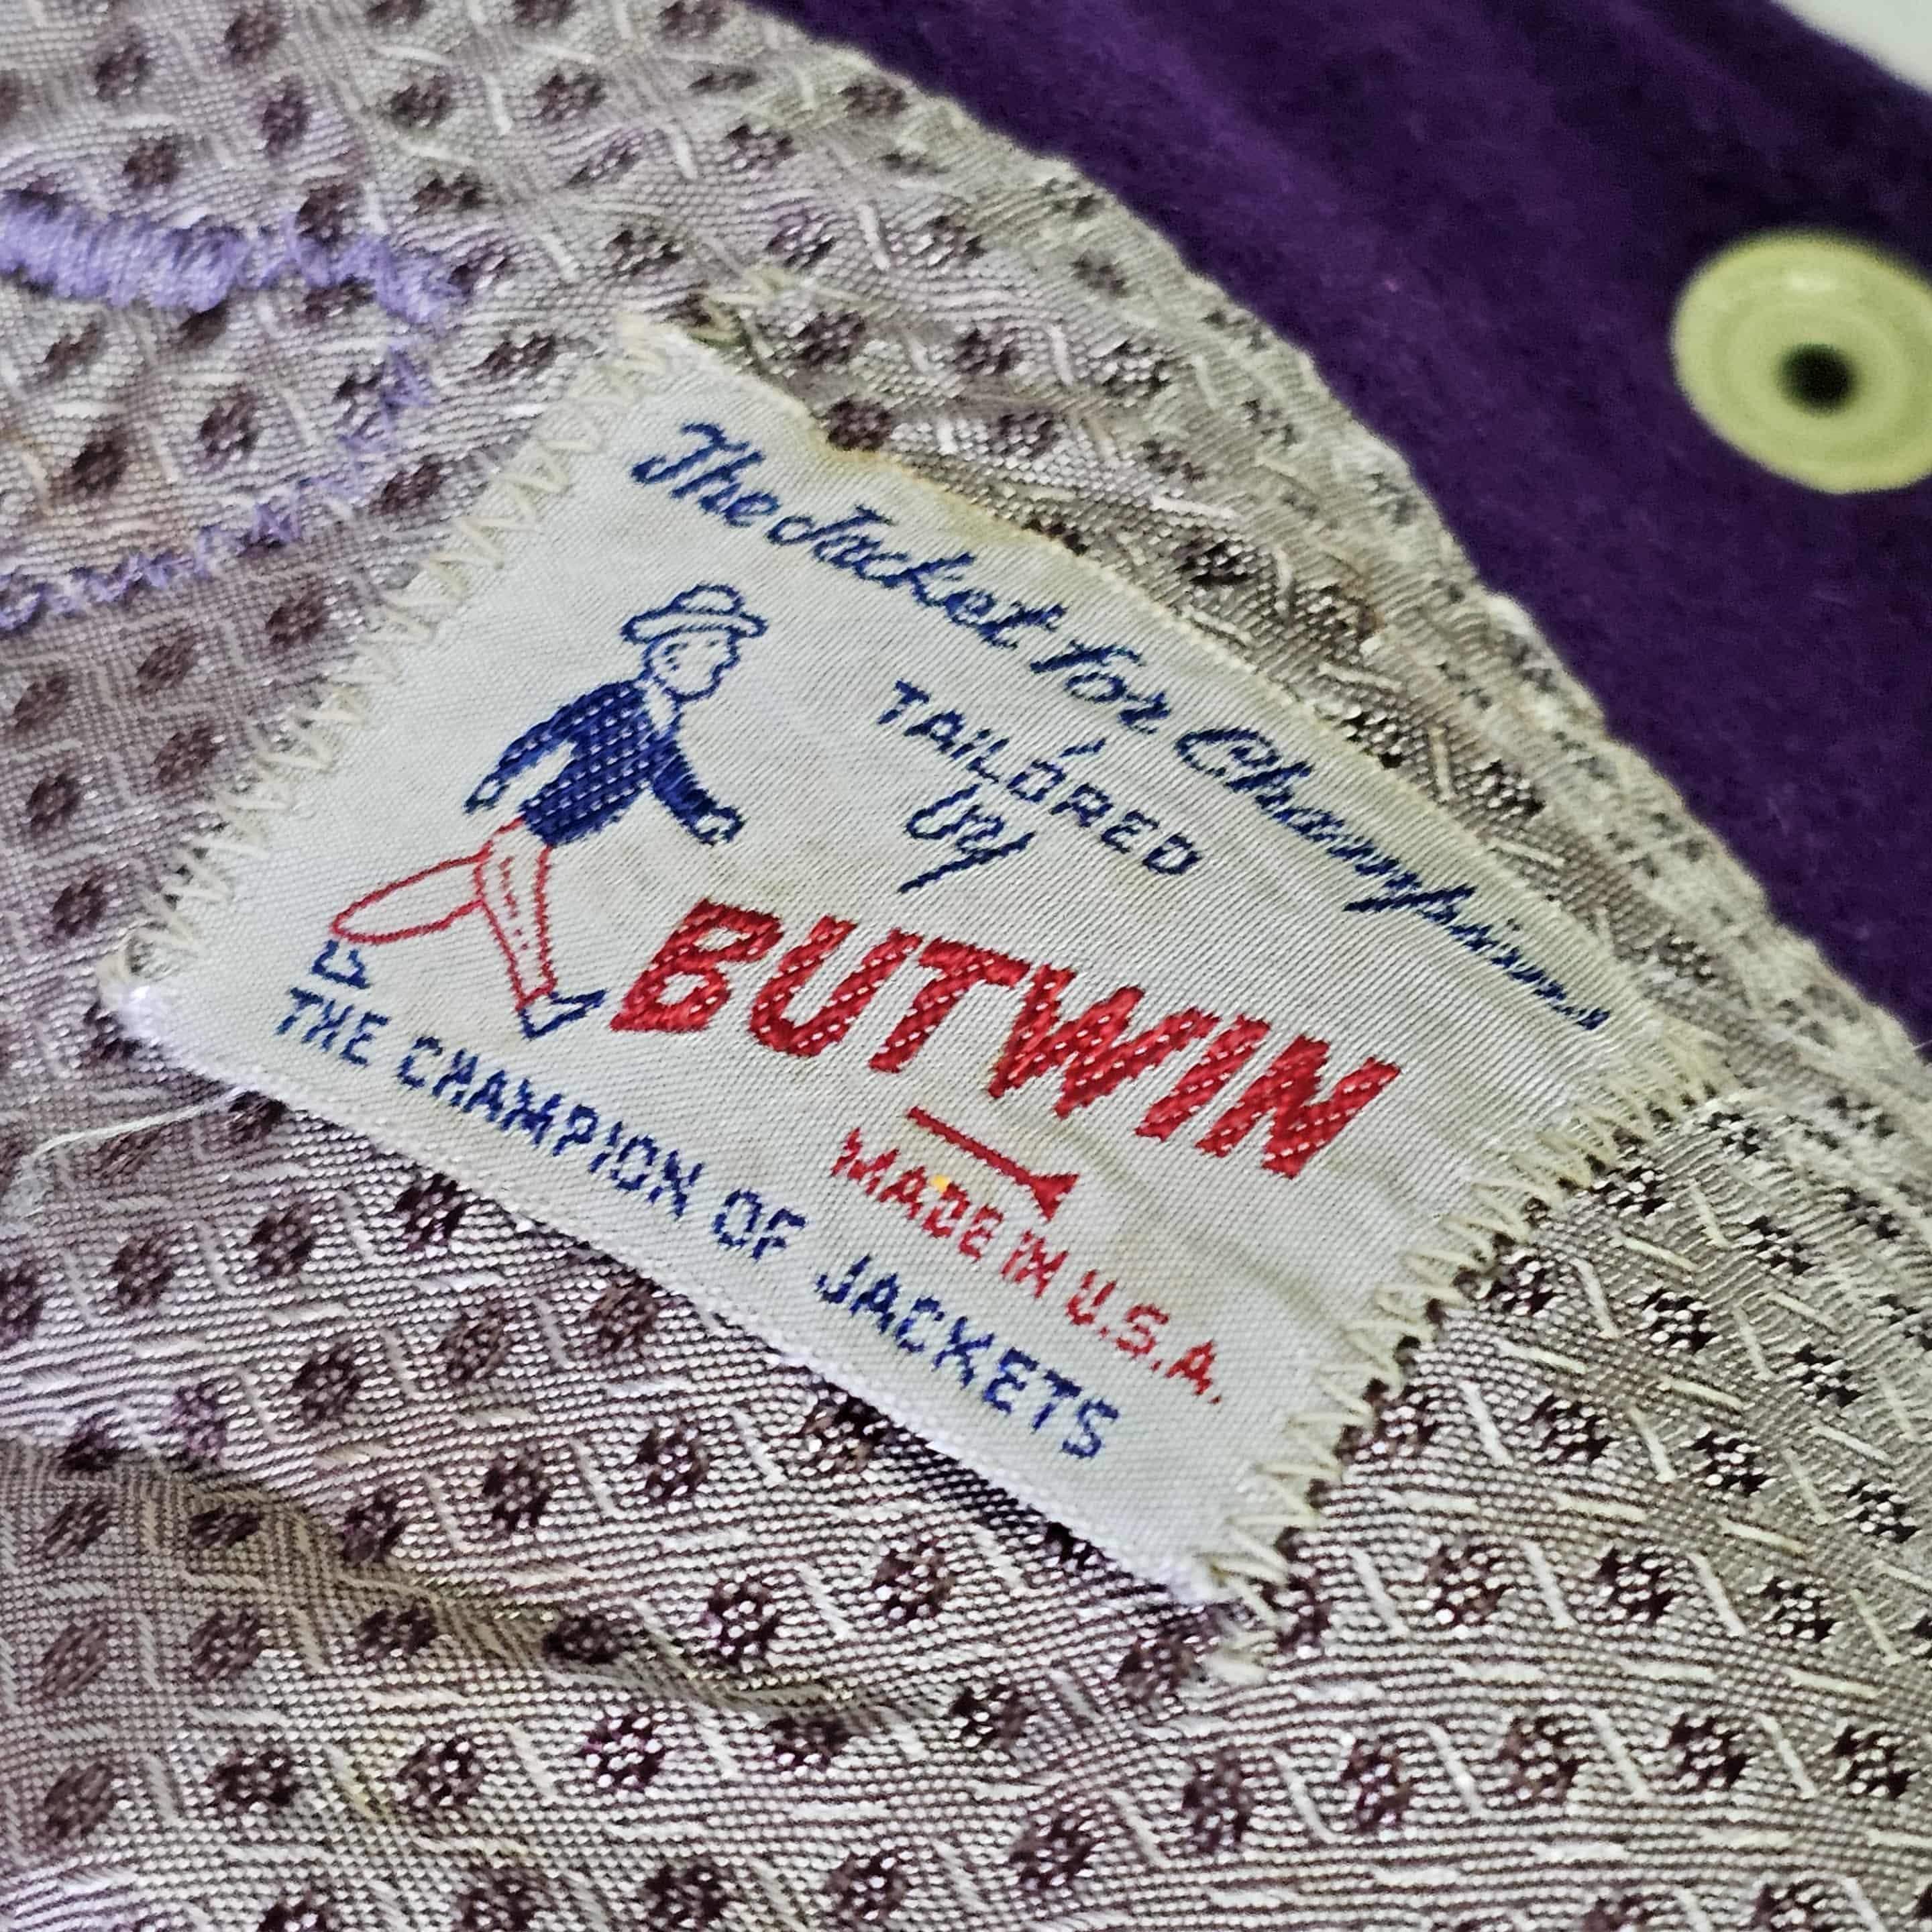 The Jacket for Champions
TAILORED
by
BUTWIN
MADE IN U.S.A.
THE CHAMPION OF JACKETS